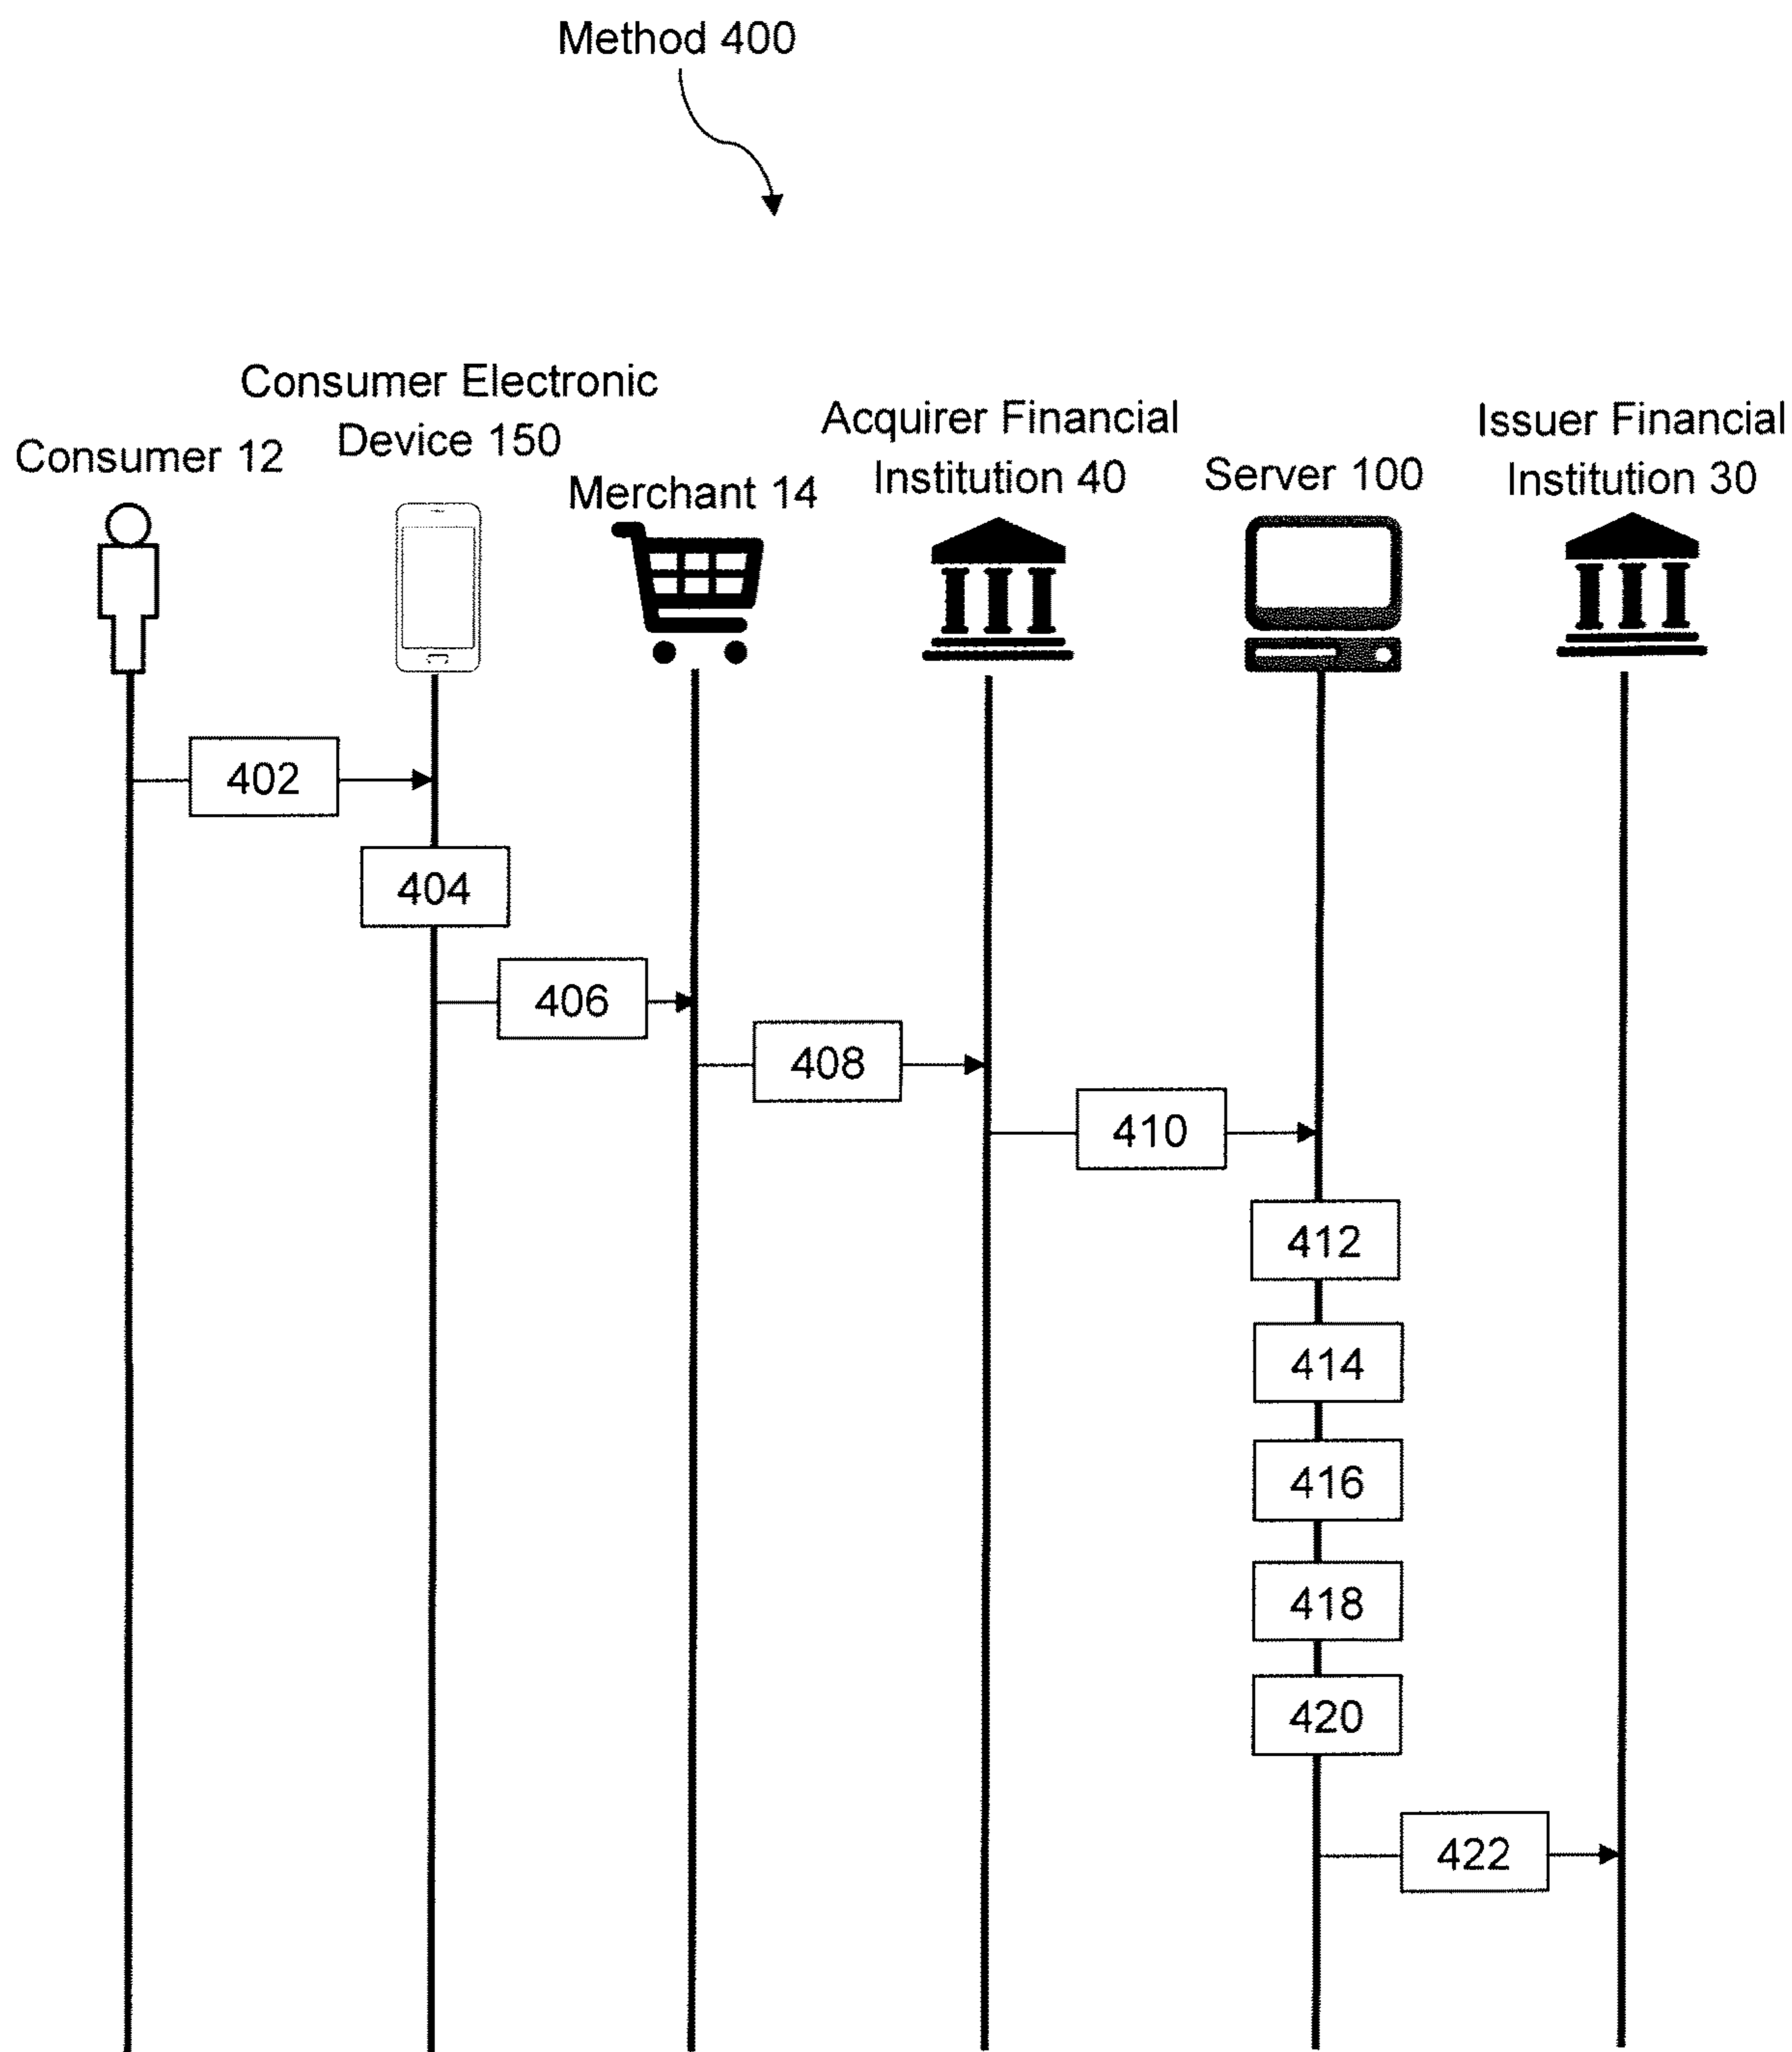 Method 400
Consumer 12
Consumer Electronic
Device 150
Merchant 14
Acquirer Financial
Institution 40
Server 100
Issuer Financial
Institution 30
402
404
406
408
410
412
414
416
418
420
422